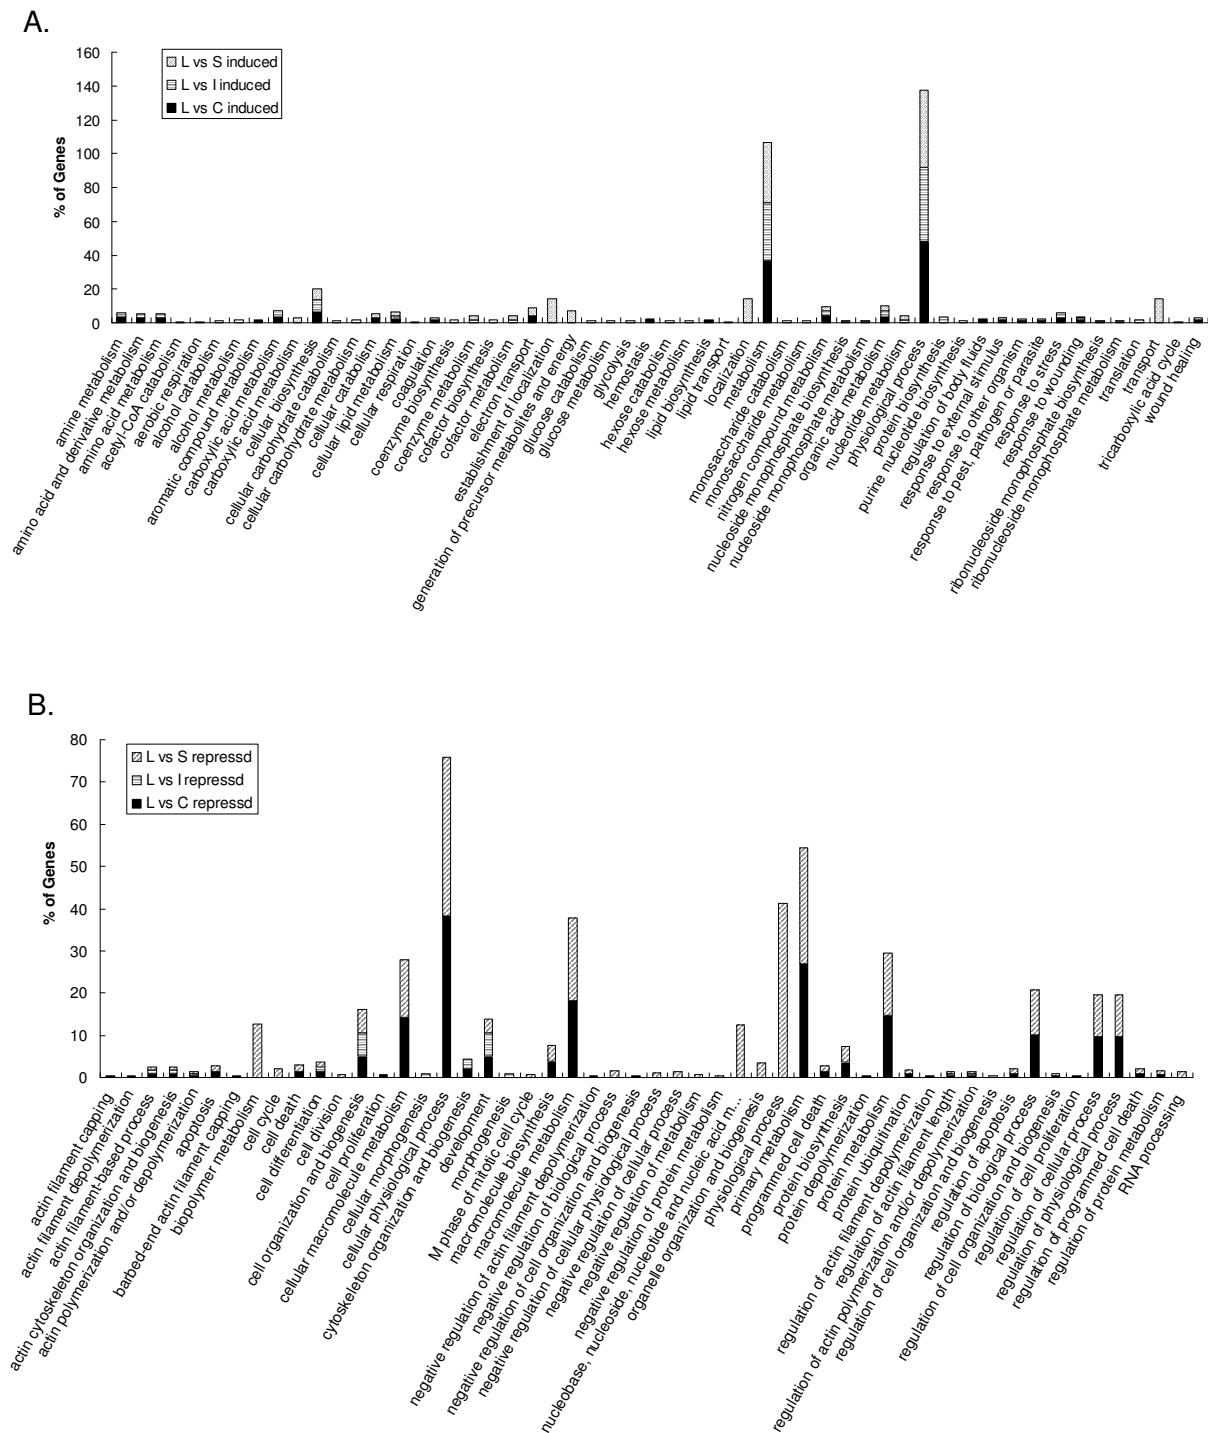 A.
160
140
120
100
80
60
40
20
0
% of Genes
L vs S induced
L vs I induced
L vs C induced
amine metabolism
amino acid and derivative metabolism
amino acid metabolism
acetyl-CoA catabolism
aerobic respiration
alcohol catabolism
alcohol metabolism
aromatic compound metabolism
carboxylic acid metabolism
carboxylic acid metabolism
cellular biosynthesis
cellular carbohydrate catabolism
cellular carbohydrate metabolism
cellular catabolism
cellular lipid metabolism
cellular respiration
coagulation
coenzyme biosynthesis
coenzyme metabolism
cofactor biosynthesis
cofactor metabolism
electron transport
establishment of localization
generation of precursor metabolites and energy
glucose catabolism
glucose metabolism
glycolysis
hemostasis
hexose catabolism
hexose metabolism
lipid biosynthesis
lipid transport
localization
metabolism
monosaccharide catabolism
monosaccharide metabolism
nitrogen compound metabolism
nucleoside monophosphate biosynthesis
nucleoside monophosphate metabolism
organic acid metabolism
nucleotide metabolism
physiological process
protein biosynthesis
purine nucleotide biosynthesis
regulation of body fluids
response to external stimulus
response to other organism
response to pest, pathogen or parasite
response to stress
response to wounding
ribonucleoside monophosphate biosynthesis
ribonucleoside monophosphate metabolism
translation
transport
tricarboxylic acid cycle
wound healing
B.
80
70
60
50
40
30
20
10
0
% of Genes
L vs S repressd
L vs I repressd
L vs C repressd
actin filament capping
actin filament depolymerization
actin filament-based process
actin cytoskeleton organization and biogenesis
actin polymerization and/or depolymerization
apoptosis
barbed-end actin filament capping
biopolymer metabolism
cell cycle
cell death
cell differentiation
cell division
cell organization and biogenesis
cell proliferation
cellular macromolecule metabolism
cellular morphogenesis
cellular physiological process
cytoskeleton organization and biogenesis
development
morphogenesis
M phase of mitotic cell cycle
macromolecule biosynthesis
macromolecule metabolism
negative regulation of actin filament depolymerization
negative regulation of biological process
negative regulation of cell organization and biogenesis
negative regulation of cellular physiological process
negative regulation of cellular process
negative regulation of metabolism
negative regulation of protein metabolism
nucleobase, nucleoside, nucleotide and nucleic acid m...
organelle organization and biogenesis
physiological process
primary metabolism
programmed cell death
protein biosynthesis
protein depolymerization
protein metabolism
protein ubiquitination
regulation of actin filament depolymerization
regulation of actin filament length
regulation of actin polymerization and/or depolymerization
regulation of cell organization and biogenesis
regulation of apoptosis
regulation of biological process
regulation of cell organization and biogenesis
regulation of cell proliferation
regulation of cellular process
regulation of physiological process
regulation of programmed cell death
regulation of protein metabolism
RNA processing